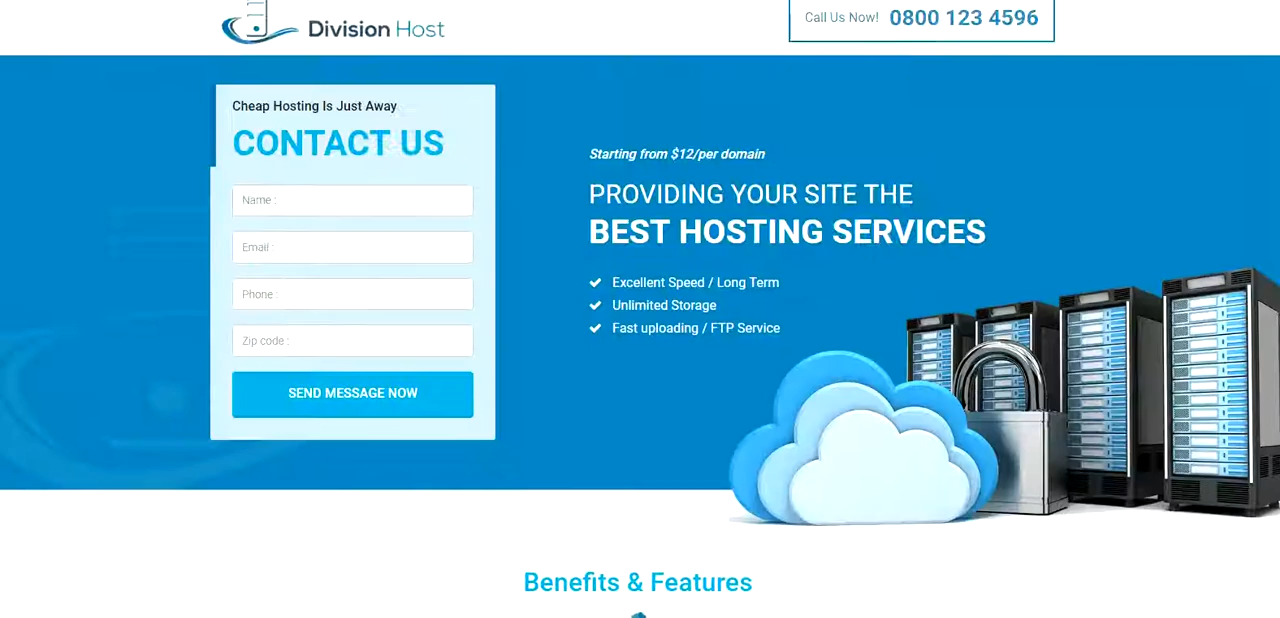 Division Host
Call Us Now! 0800 123 4596
Cheap Hosting Is Just Away
CONTACT US
Name :
Email :
Phone :
Zip code :
SEND MESSAGE NOW
Starting from $12/per domain
PROVIDING YOUR SITE THE
BEST HOSTING SERVICES
Excellent Speed / Long Term
Unlimited Storage
Fast uploading / FTP Service
Benefits & Features